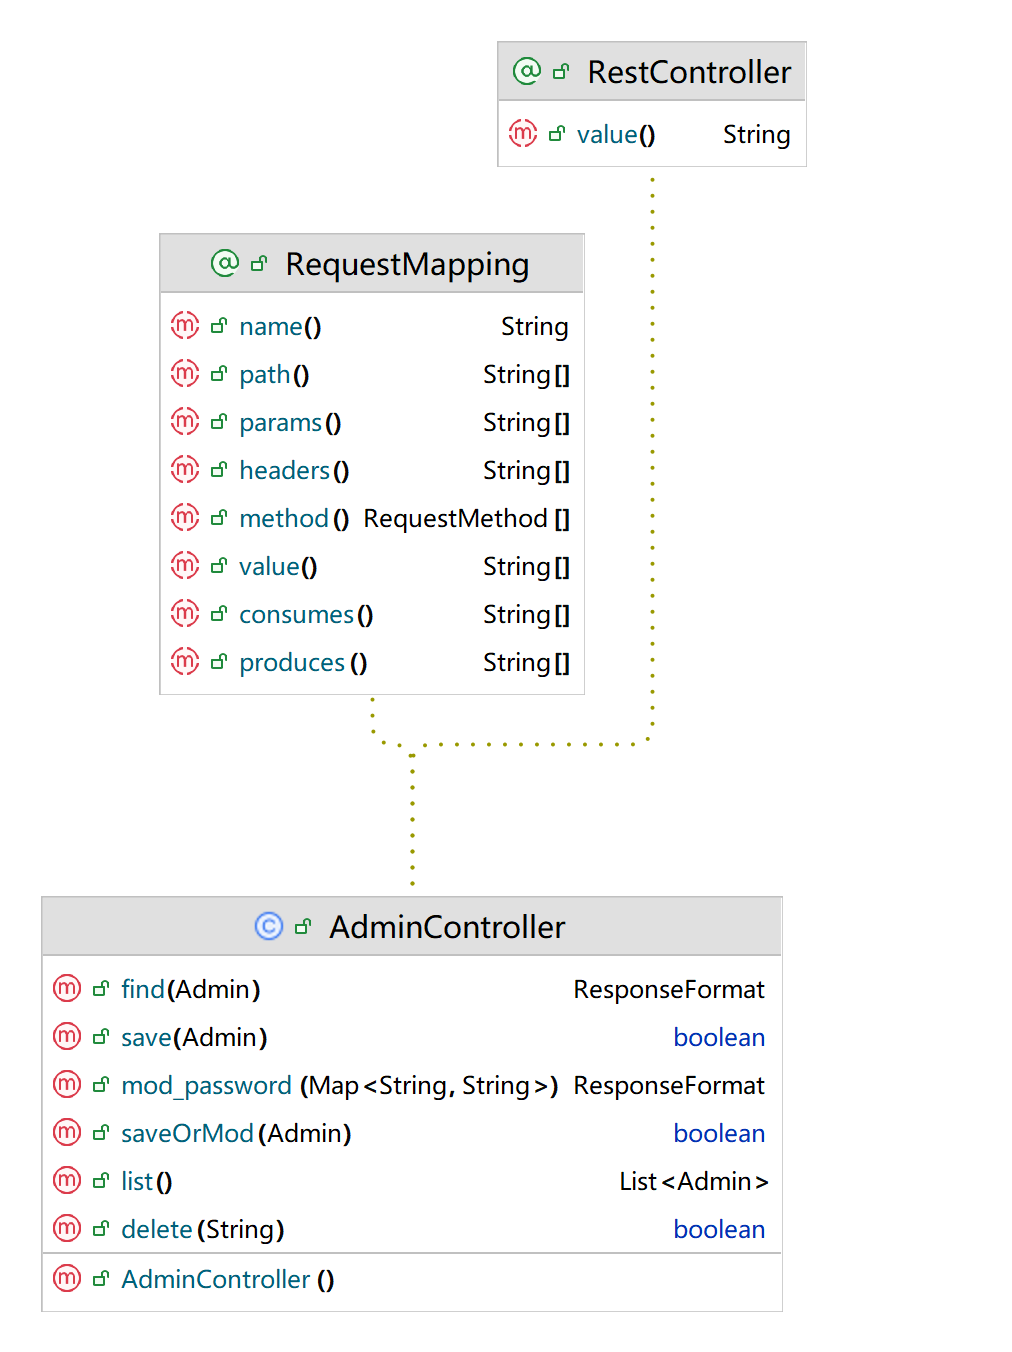 RestController
value() String
RequestMapping
name() String
path() String[]
params() String[]
headers() String[]
method() RequestMethod[]
value() String[]
consumes() String[]
produces() String[]
AdminController
find(Admin) ResponseFormat
save(Admin) boolean
mod_password(Map<String, String>) ResponseFormat
saveOrMod(Admin) boolean
list() List<Admin>
delete(String) boolean
AdminController()